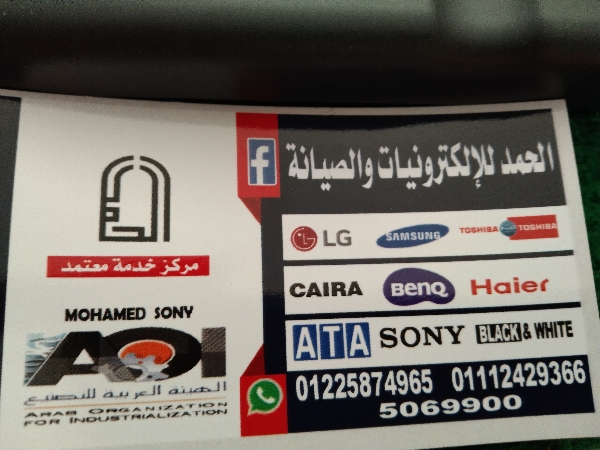 الحمد للإلكترونيات والصيانة
LG SAMSUNG TOSHIBA TOSHIBA
CAIRA BenQ Haier
ATA SONY BLACK & WHITE
01225874965 01112429366
5069900
مركز خدمة معتمد
MOHAMED SONY
AOI
الهيئة العربية للتصنيع
ARAB ORGANIZATION
FOR INDUSTRIALIZATION